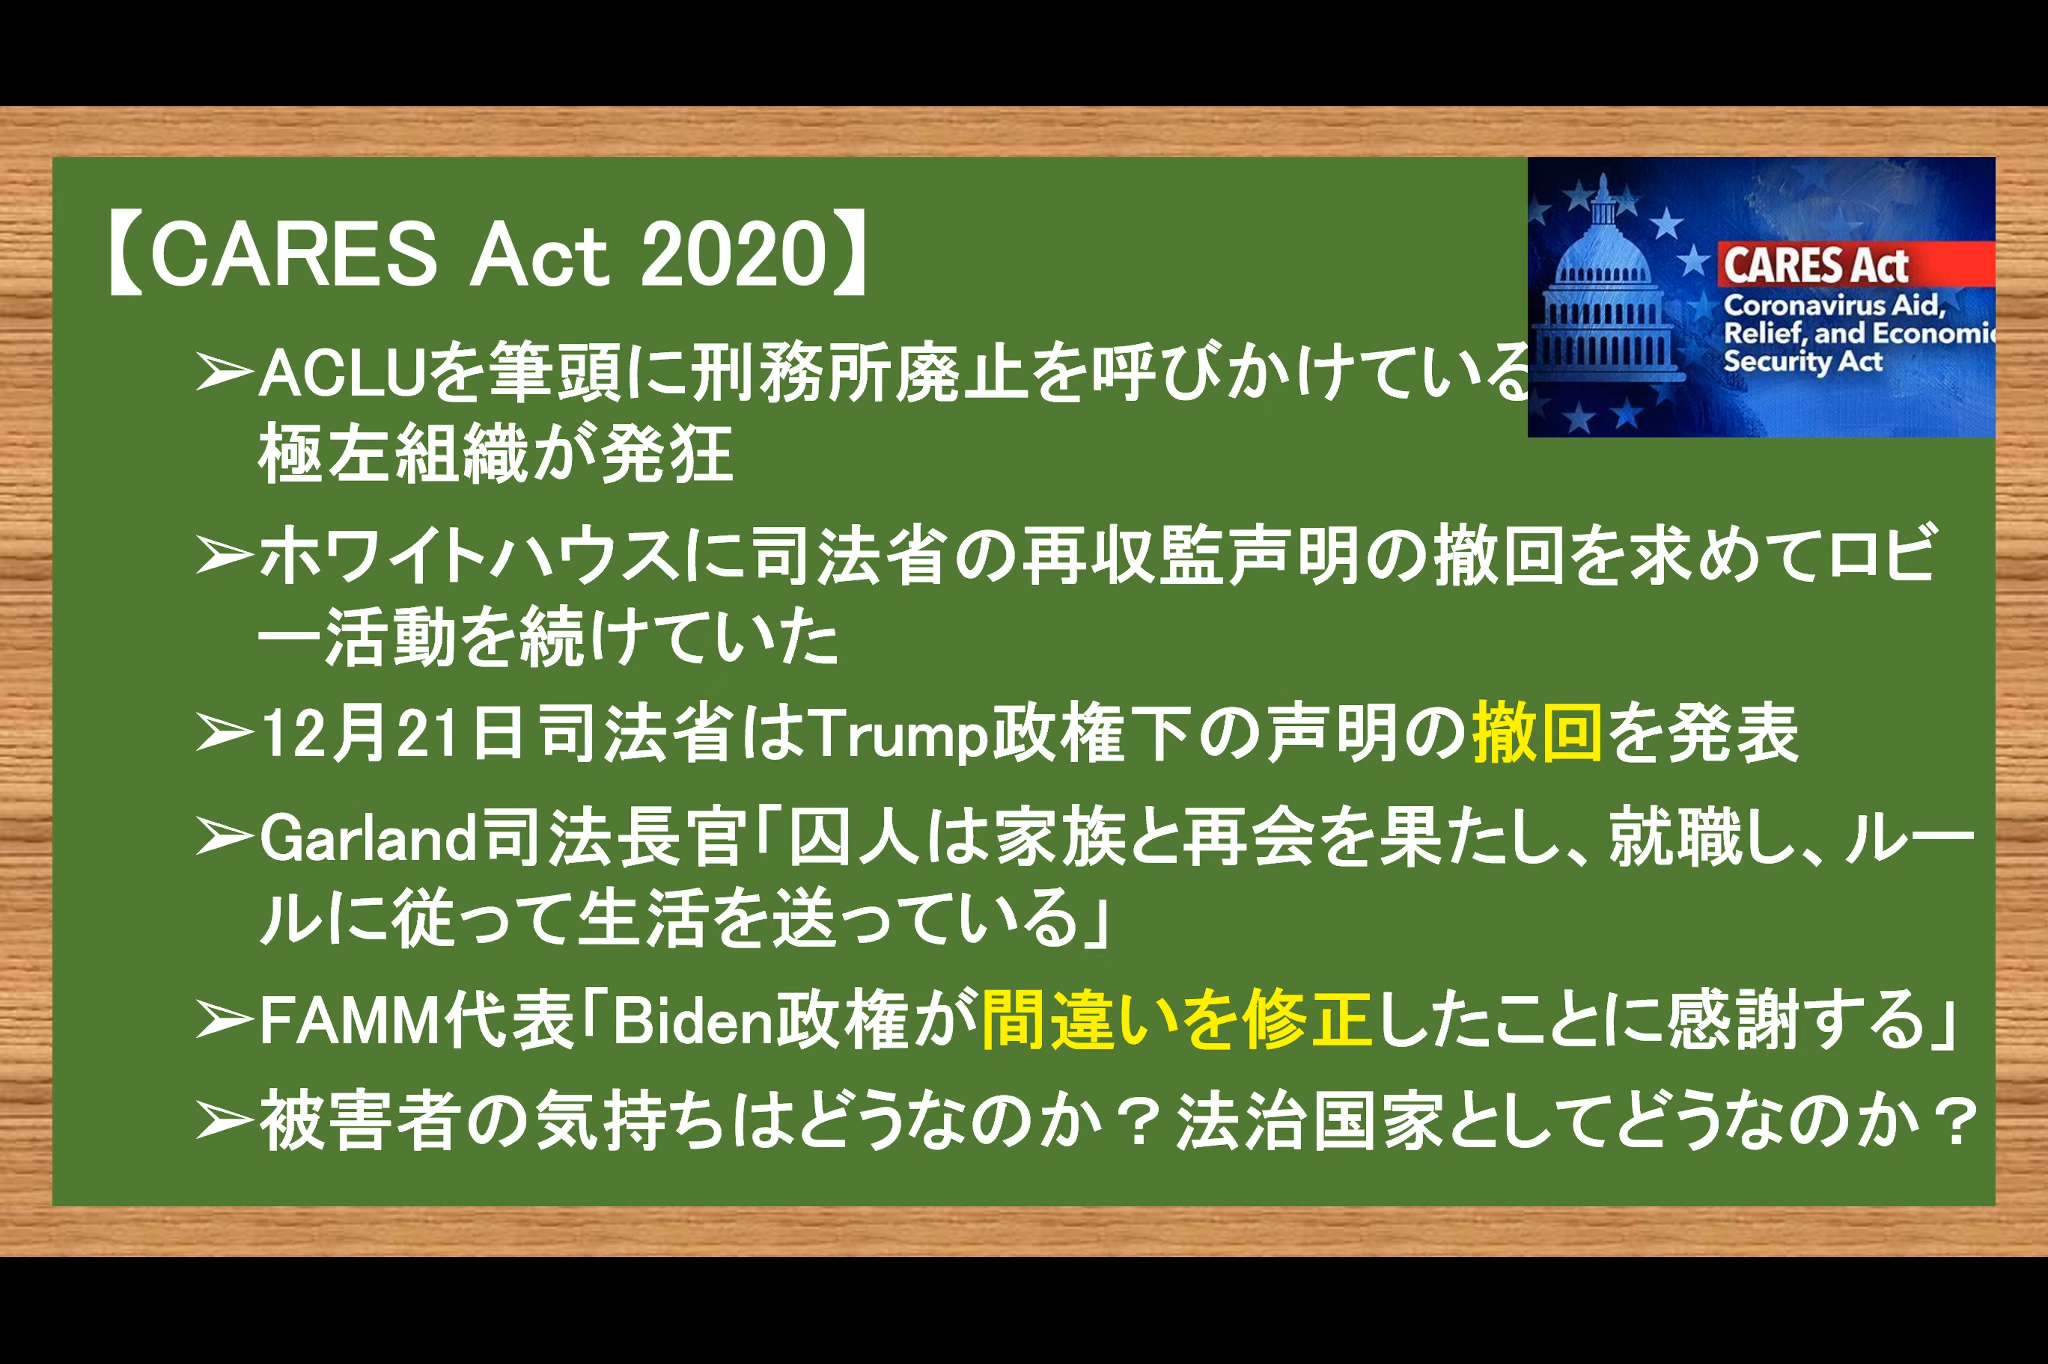 【CARES Act 2020】
➢ACLUを筆頭に刑務所廃止を呼びかけている
極左組織が発狂
➢ホワイトハウスに司法省の再収監声明の撤回を求めてロビ
ー活動を続けていた
➢12月21日司法省はTrump政権下の声明の撤回を発表
➢Garland司法長官「囚人は家族と再会を果たし、就職し、ルー
ルに従って生活を送っている」
➢FAMM代表「Biden政権が間違いを修正したことに感謝する」
➢被害者の気持ちはどうなのか？法治国家としてどうなのか？
CARES Act
Coronavirus Aid,
Relief, and Economic
Security Act